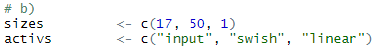 # b)
sizes        <- c(17, 50, 1)
activs       <- c("input", "swish", "linear")